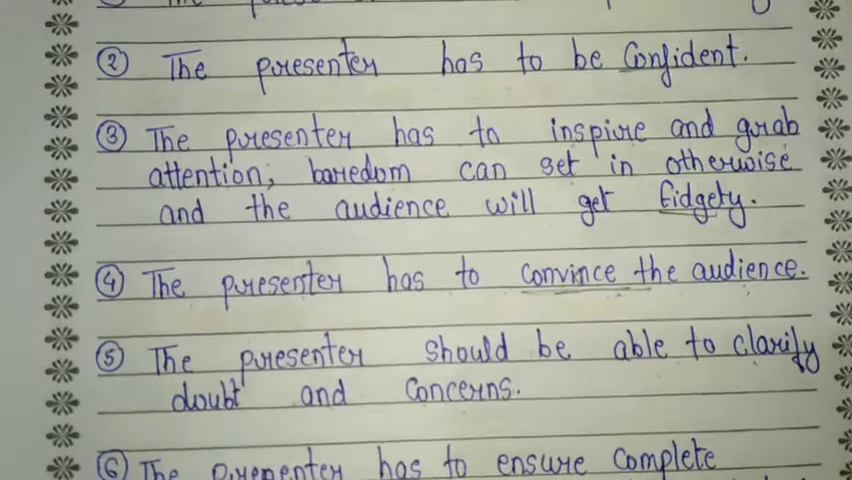 ② The presenter has to be Confident.
③ The presenter has to inspire and grab
attention; baredom can set in otherwise
and the audience will get fidgety.
④ The presenter has to convince the audience.
⑤ The presenter should be able to clarify
doubt and Concerns.
⑥ The presenter has to ensure complete